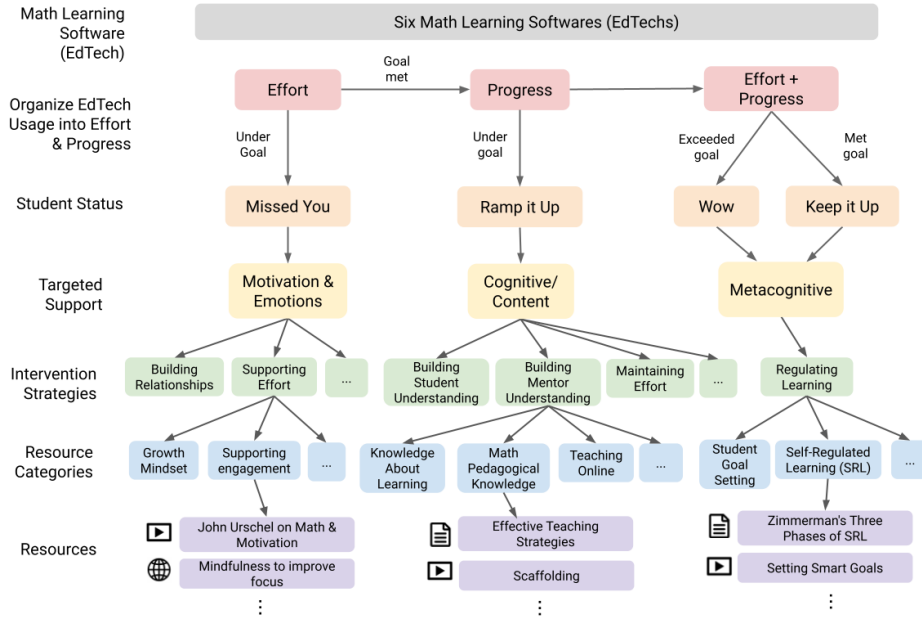 Math Learning
Software
(EdTech)
Six Math Learning Softwares (EdTechs)
Organize EdTech
Usage into Effort
& Progress
Effort
Goal
met
Progress
Effort +
Progress
Under
Goal
Under
goal
Exceeded
goal
Met
goal
Student Status
Missed You
Ramp it Up
Wow
Keep it Up
Targeted
Support
Motivation &
Emotions
Cognitive/
Content
Metacognitive
Intervention
Strategies
Building
Relationships
Supporting
Effort
...
Building
Student
Understanding
Building
Mentor
Understanding
Maintaining
Effort
...
Regulating
Learning
Resource
Categories
Growth
Mindset
Supporting
engagement
...
Knowledge
About
Learning
Math
Pedagogical
Knowledge
Teaching
Online
...
Student
Goal
Setting
Self-Regulated
Learning (SRL)
...
Resources
John Urschel on Math &
Motivation
Mindfulness to improve
focus
⋮
Effective Teaching
Strategies
Scaffolding
⋮
Zimmerman's Three
Phases of SRL
Setting Smart Goals
⋮